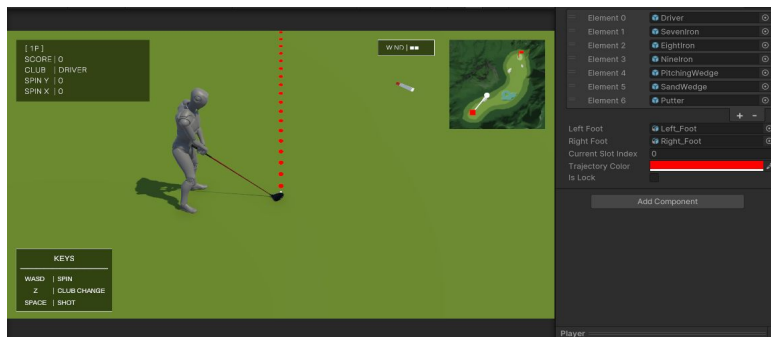 [ 1P ]
SCORE | 0
CLUB | DRIVER
SPIN Y | 0
SPIN X | 0
WIND | ■■
KEYS
WASD | SPIN
Z | CLUB CHANGE
SPACE | SHOT
Element 0 Driver
Element 1 SevenIron
Element 2 EightIron
Element 3 NineIron
Element 4 PitchingWedge
Element 5 SandWedge
Element 6 Putter
+ -
Left Foot Left_Foot
Right Foot Right_Foot
Current Slot Index 0
Trajectory Color
Is Lock
Add Component
Player